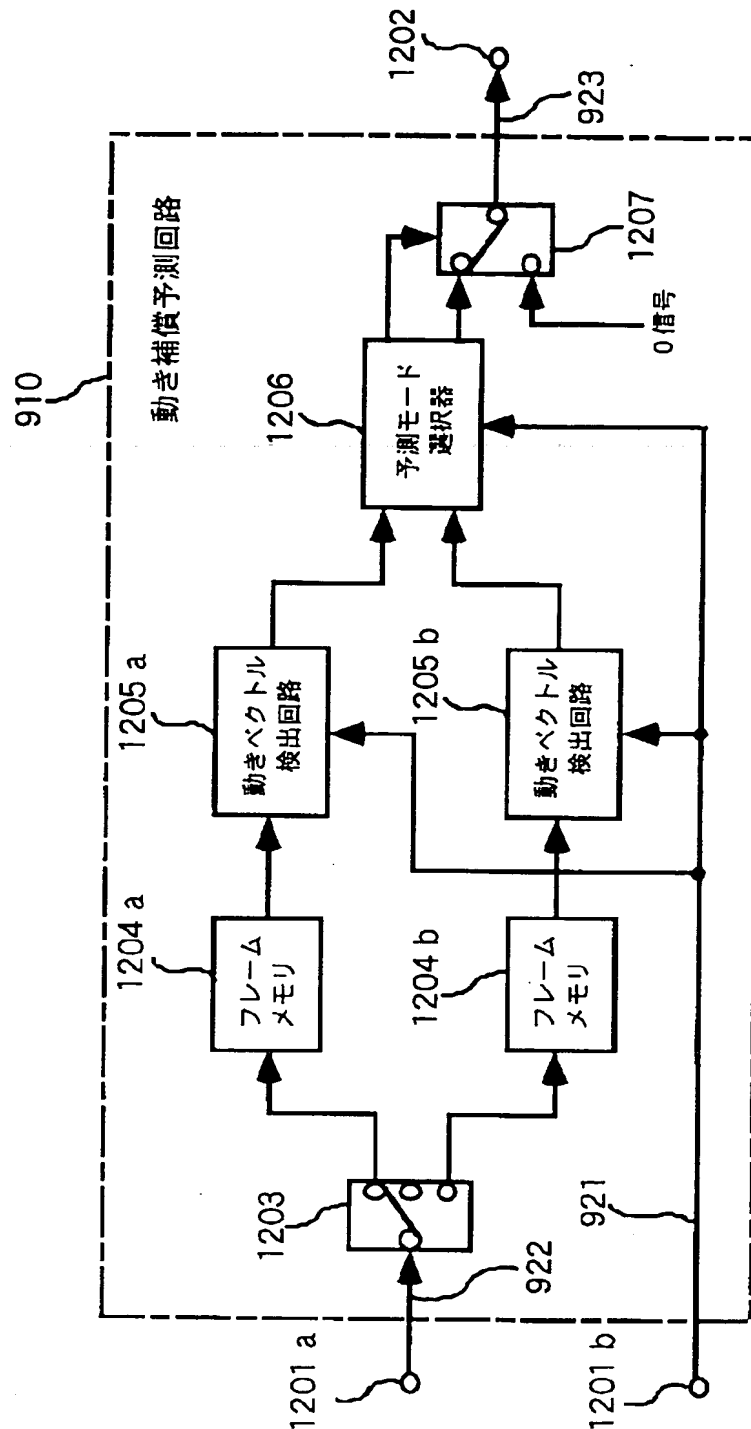 910
動き補償予測回路
1201 a
922
1203
1204 a
フレーム
メモリ
1204 b
フレーム
メモリ
1205 a
動きベクトル
検出回路
1205 b
動きベクトル
検出回路
1206
予測モード
選択器
1207
0 信号
923
1202
1201 b
921